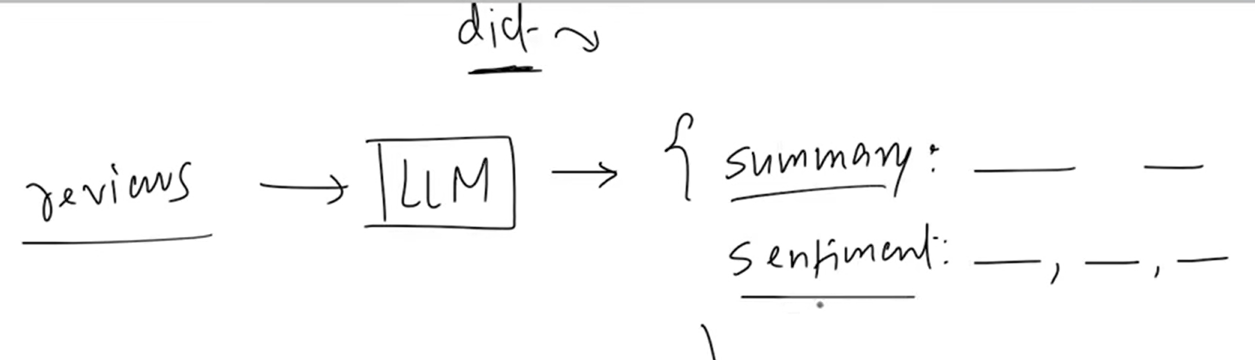 dict
reviews → LLM → { summary: — —
sentiment: —, —, —